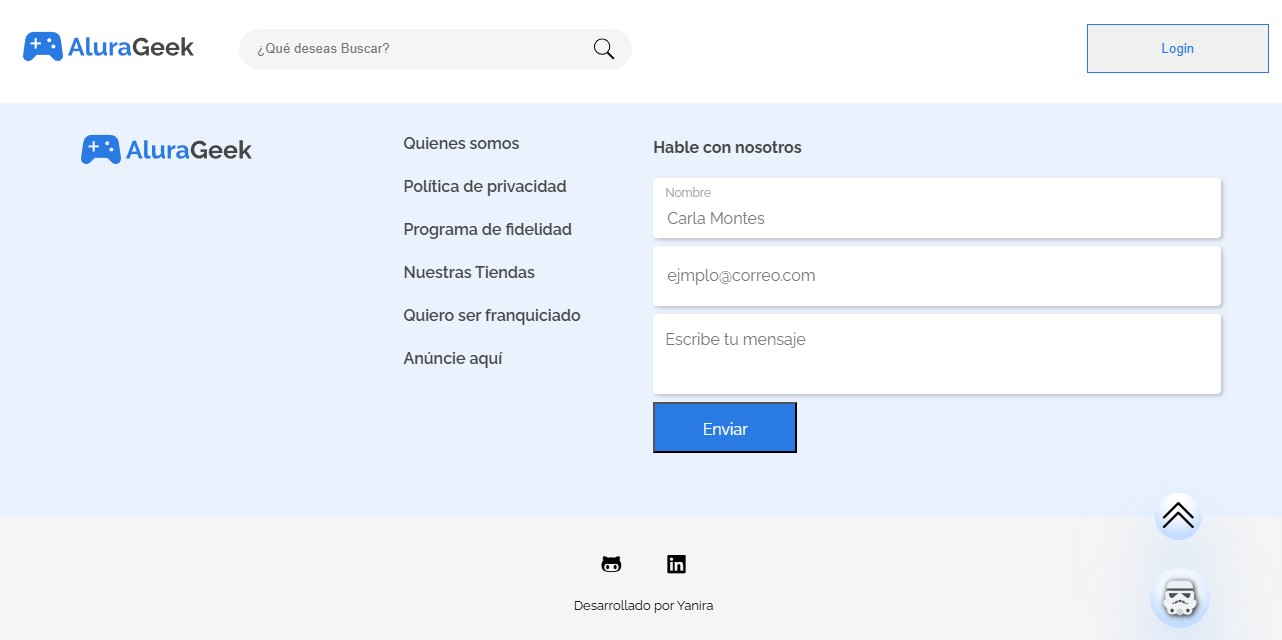 AluraGeek
¿Qué deseas Buscar?
Login
AluraGeek
Quienes somos
Política de privacidad
Programa de fidelidad
Nuestras Tiendas
Quiero ser franquiciado
Anúncie aquí
Hable con nosotros
Nombre
Carla Montes
ejmplo@correo.com
Escribe tu mensaje
Enviar
in
Desarrollado por Yanira